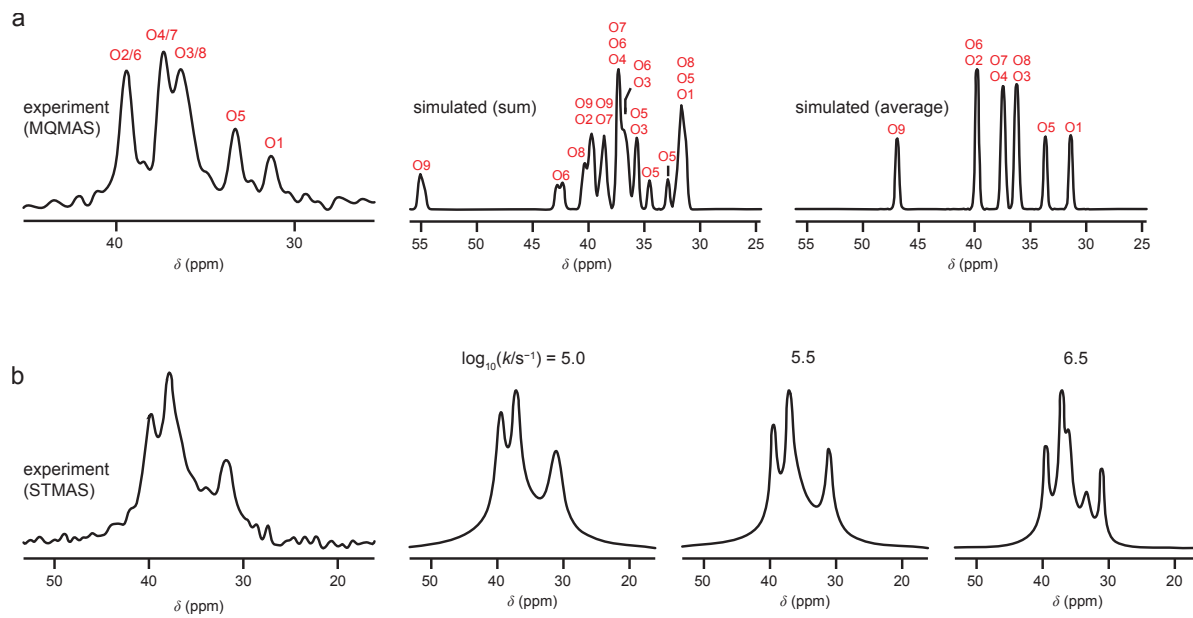 a
experiment
(MQMAS)
O2/6
O4/7
O3/8
O5
O1
40
30
δ (ppm)
simulated (sum)
O9
O6
O8
O9
O2
O9
O7
O7
O6
O4
O6
O3
O5
O3
O5
O5
O8
O5
O1
55 50 45 40 35 30 25
δ (ppm)
simulated (average)
O9
O6
O2
O7
O4
O8
O3
O5
O1
55 50 45 40 35 30 25
δ (ppm)
b
experiment
(STMAS)
50 40 30 20
δ (ppm)
log₁₀(k/s⁻¹) = 5.0
50 40 30 20
δ (ppm)
5.5
50 40 30 20
δ (ppm)
6.5
50 40 30 20
δ (ppm)